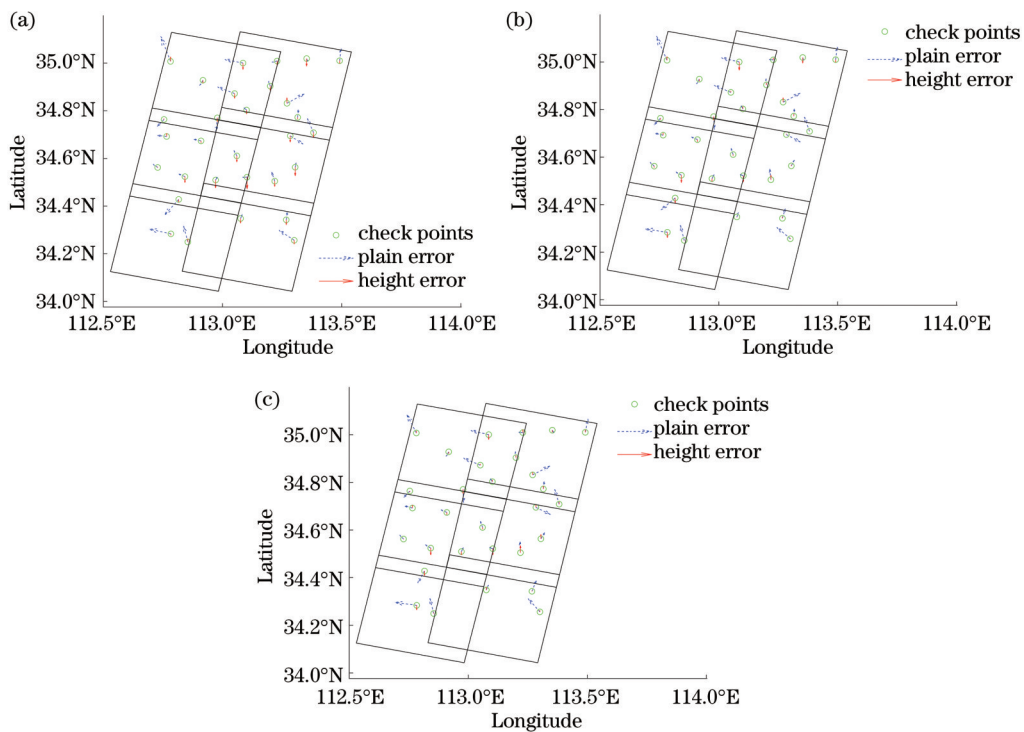 (a)
35.0°N
34.8°N
34.6°N
34.4°N
34.2°N
34.0°N
Latitude
check points
plain error
height error
112.5°E 113.0°E 113.5°E 114.0°E
Longitude
(b)
check points
plain error
height error
35.0°N
34.8°N
34.6°N
34.4°N
34.2°N
34.0°N
Latitude
112.5°E 113.0°E 113.5°E 114.0°E
Longitude
(c)
check points
plain error
height error
35.0°N
34.8°N
34.6°N
34.4°N
34.2°N
34.0°N
Latitude
112.5°E 113.0°E 113.5°E 114.0°E
Longitude